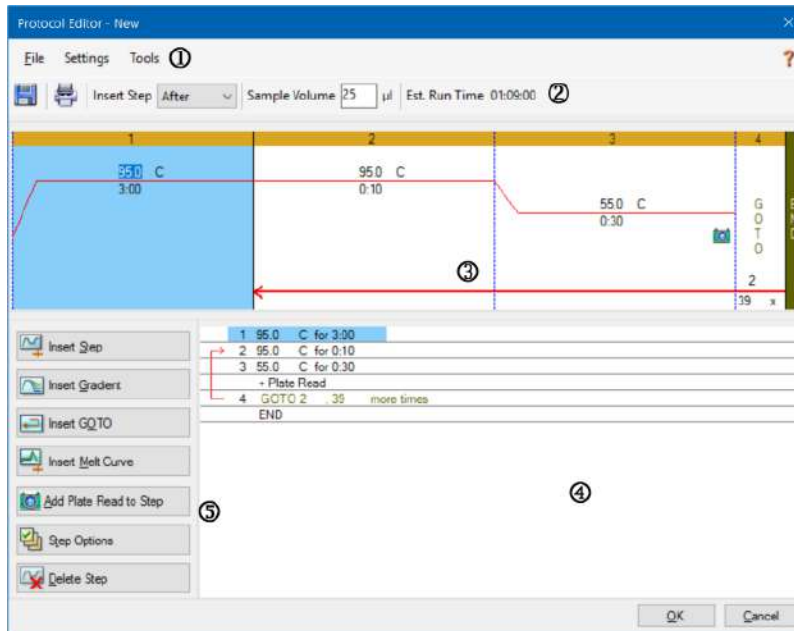 Protocol Editor - New
File Settings Tools ①
?
Insert Step After Sample Volume 25 µl Est. Run Time 01:09:00 ②
1 2 3 4
95.0 C
3:00
95.0 C
0:10
55.0 C
0:30
GOTO
2
39 x
END
③
Insert Step
Insert Gradient
Insert GOTO
Insert Melt Curve
Add Plate Read to Step
Step Options
Delete Step
⑤
1 95.0 C for 3:00
2 95.0 C for 0:10
3 55.0 C for 0:30
+ Plate Read
4 GOTO 2 , 39 more times
END
④
OK Cancel